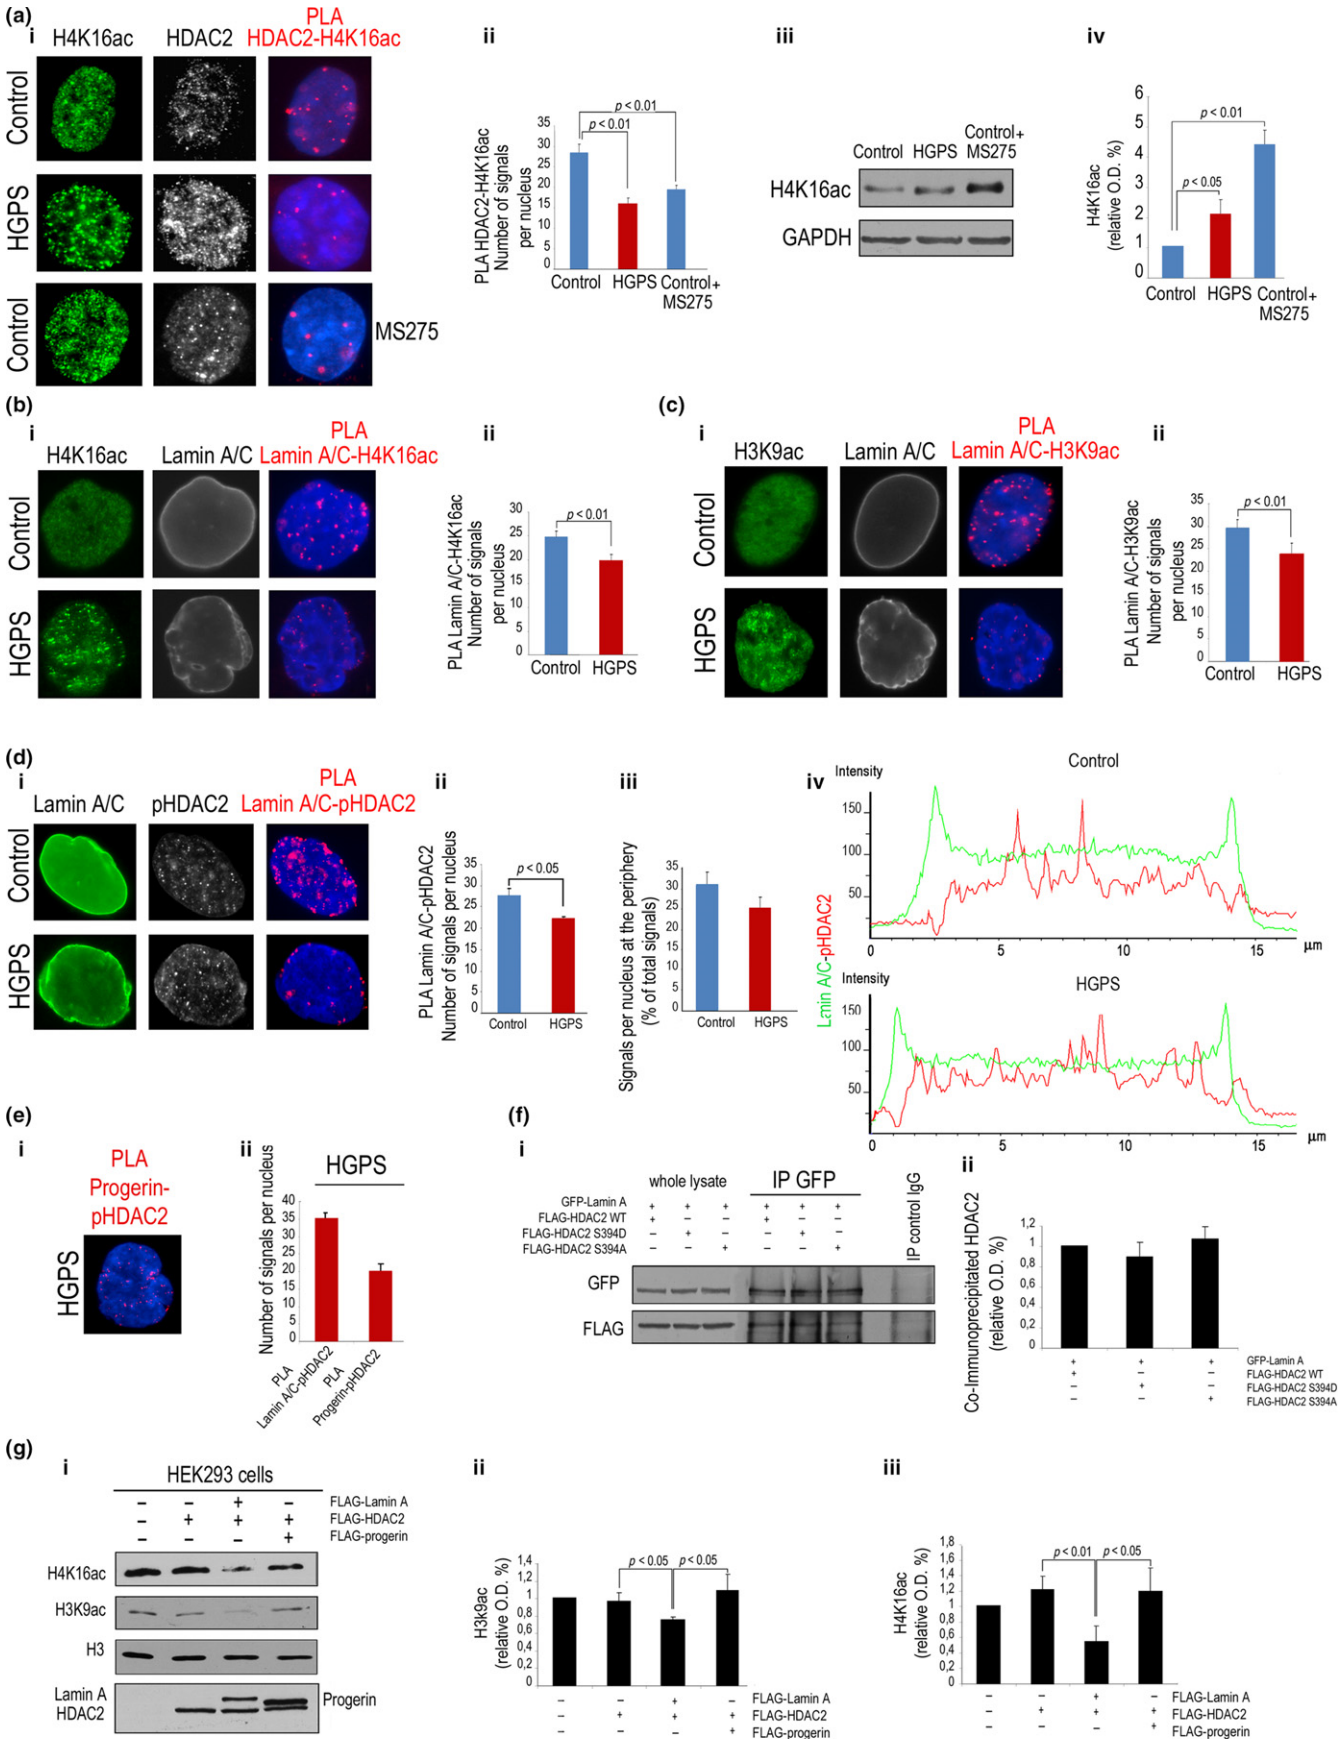 (a)
i
H4K16ac
HDAC2
PLA
HDAC2-H4K16ac
Control
HGPS
Control
MS275
ii
PLA HDAC2-H4K16ac
Number of signals
per nucleus
35
30
25
20
15
10
5
0
p < 0.01
p < 0.01
Control
HGPS
Control+
MS275
iii
Control
HGPS
Control+
MS275
H4K16ac
GAPDH
iv
H4K16ac
(relative O.D. %)
6
5
4
3
2
1
0
p < 0.01
p < 0.05
Control
HGPS
Control+
MS275
(b)
i
H4K16ac
Lamin A/C
PLA
Lamin A/C-H4K16ac
Control
HGPS
ii
PLA Lamin A/C-H4K16ac
Number of signals
per nucleus
30
25
20
15
10
5
0
p < 0.01
Control
HGPS
(c)
i
H3K9ac
Lamin A/C
PLA
Lamin A/C-H3K9ac
Control
HGPS
ii
PLA Lamin A/C-H3K9ac
Number of signals
per nucleus
35
30
25
20
15
10
5
0
p < 0.01
Control
HGPS
(d)
i
Lamin A/C
pHDAC2
PLA
Lamin A/C-pHDAC2
Control
HGPS
ii
PLA Lamin A/C-pHDAC2
Number of signals per nucleus
35
30
25
20
15
10
5
0
p < 0.05
Control
HGPS
iii
Signals per nucleus at the periphery
(% of total signals)
35
30
25
20
15
10
5
0
Control
HGPS
iv
Lmin A/C-pHDAC2
Intensity
Control
150
100
50
0
5
10
15
µm
Intensity
HGPS
150
100
50
0
5
10
15
µm
(e)
i
PLA
Progerin-
pHDAC2
HGPS
ii
HGPS
Number of signals per nucleus
40
35
30
25
20
15
10
5
0
PLA
Lamin A/C-pHDAC2
PLA
Progerin-pHDAC2
(f)
i
whole lysate
IP GFP
IP control IgG
GFP-Lamin A + + + + + +
FLAG-HDAC2 WT + – – + – –
FLAG-HDAC2 S394D – + – – + –
FLAG-HDAC2 S394A – – + – – +
GFP
FLAG
ii
Co-Immunoprecipitated HDAC2
(relative O.D. %)
1,2
1
0,8
0,6
0,4
0,2
0
+ + + GFP-Lamin A
+ – – FLAG-HDAC2 WT
– + – FLAG-HDAC2 S394D
– – + FLAG-HDAC2 S394A
(g)
i
HEK293 cells
– – + – FLAG-Lamin A
– + + + FLAG-HDAC2
– – – + FLAG-progerin
H4K16ac
H3K9ac
H3
Lamin A
HDAC2
Progerin
ii
H3k9ac
(relative O.D. %)
1,4
1,2
1
0,8
0,6
0,4
0,2
0
p < 0.05
p < 0.05
– – + – FLAG-Lamin A
– + + + FLAG-HDAC2
– – – + FLAG-progerin
iii
H4K16ac
(relative O.D. %)
1,8
1,6
1,4
1,2
1
0,8
0,6
0,4
0,2
0
p < 0.01
p < 0.05
– – + – FLAG-Lamin A
– + + + FLAG-HDAC2
– – – + FLAG-progerin